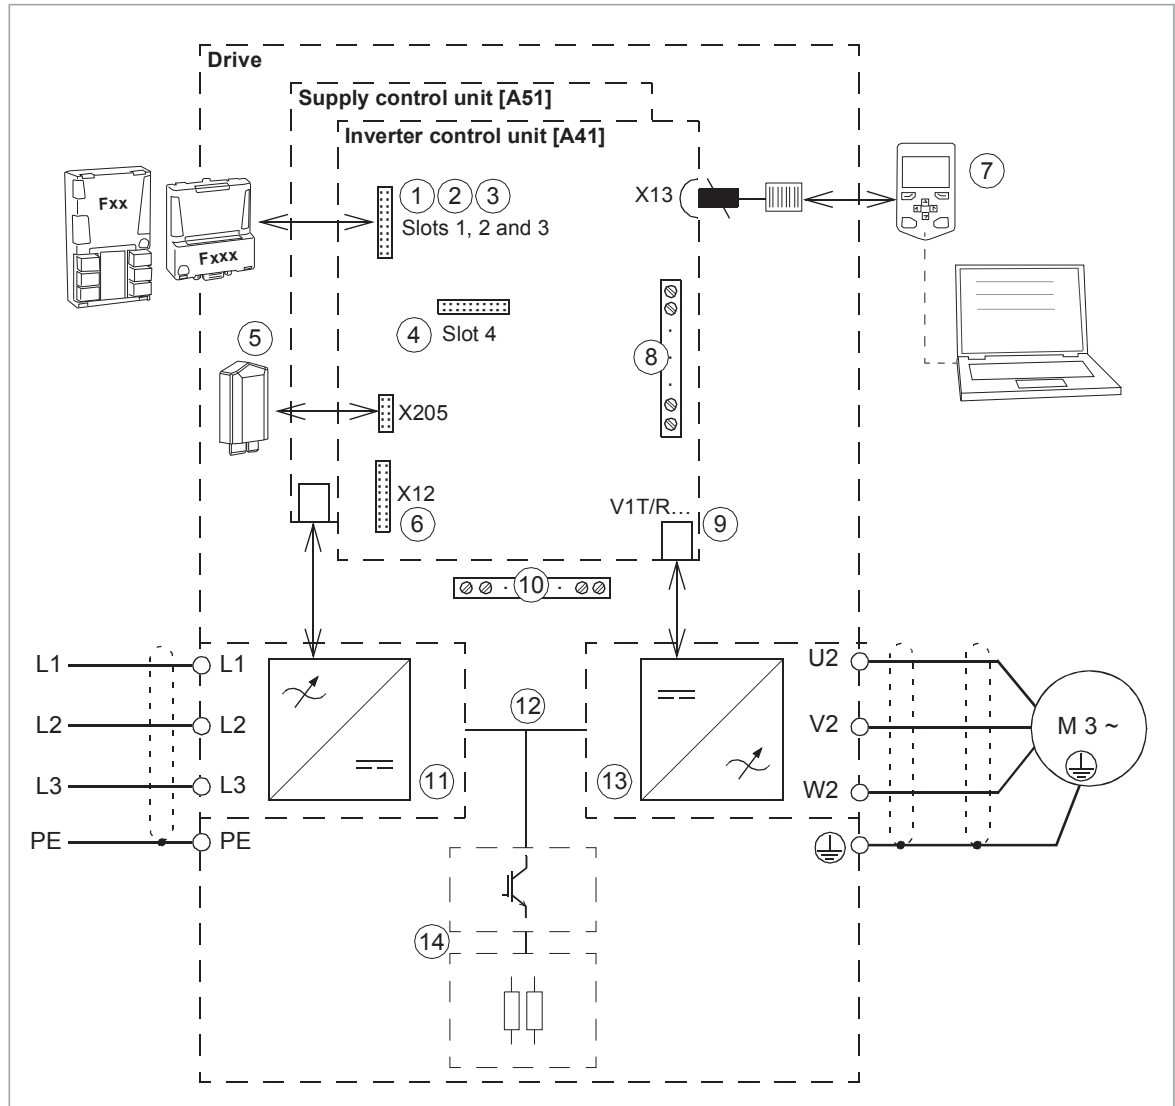 Drive
Supply control unit [A51]
Inverter control unit [A41]
Fxx
Fxxx
1 2 3
Slots 1, 2 and 3
X13
7
4 Slot 4
5
8
X205
X12
6
V1T/R…
9
10
L1 L1
L2 L2
L3 L3
PE PE
11
12
13
U2
V2
W2
M 3 ~
14